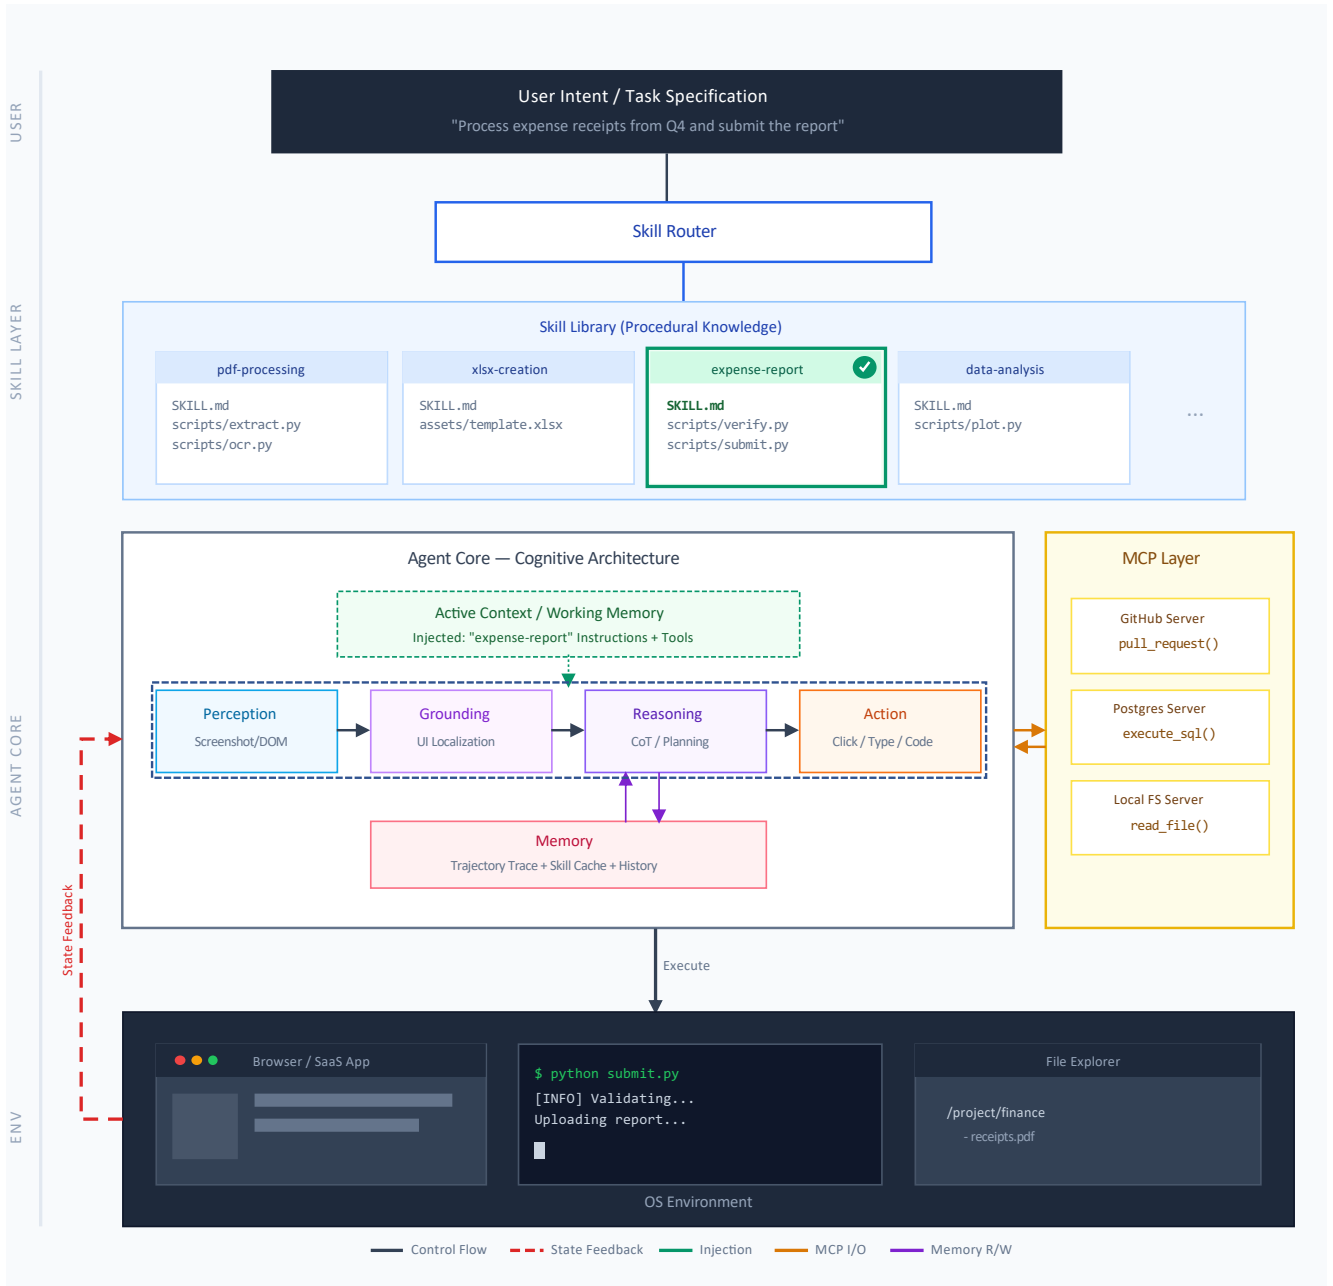 USER
User Intent / Task Specification
"Process expense receipts from Q4 and submit the report"
Skill Router
SKILL LAYER
Skill Library (Procedural Knowledge)
pdf-processing
SKILL.md
scripts/extract.py
scripts/ocr.py
xlsx-creation
SKILL.md
assets/template.xlsx
expense-report
SKILL.md
scripts/verify.py
scripts/submit.py
data-analysis
SKILL.md
scripts/plot.py
...
AGENT CORE
Agent Core — Cognitive Architecture
Active Context / Working Memory
Injected: "expense-report" Instructions + Tools
Perception
Screenshot/DOM
Grounding
UI Localization
Reasoning
CoT / Planning
Action
Click / Type / Code
Memory
Trajectory Trace + Skill Cache + History
MCP Layer
GitHub Server
pull_request()
Postgres Server
execute_sql()
Local FS Server
read_file()
State Feedback
Execute
ENV
Browser / SaaS App
$ python submit.py
[INFO] Validating...
Uploading report...
File Explorer
/project/finance
- receipts.pdf
OS Environment
Control Flow
State Feedback
Injection
MCP I/O
Memory R/W